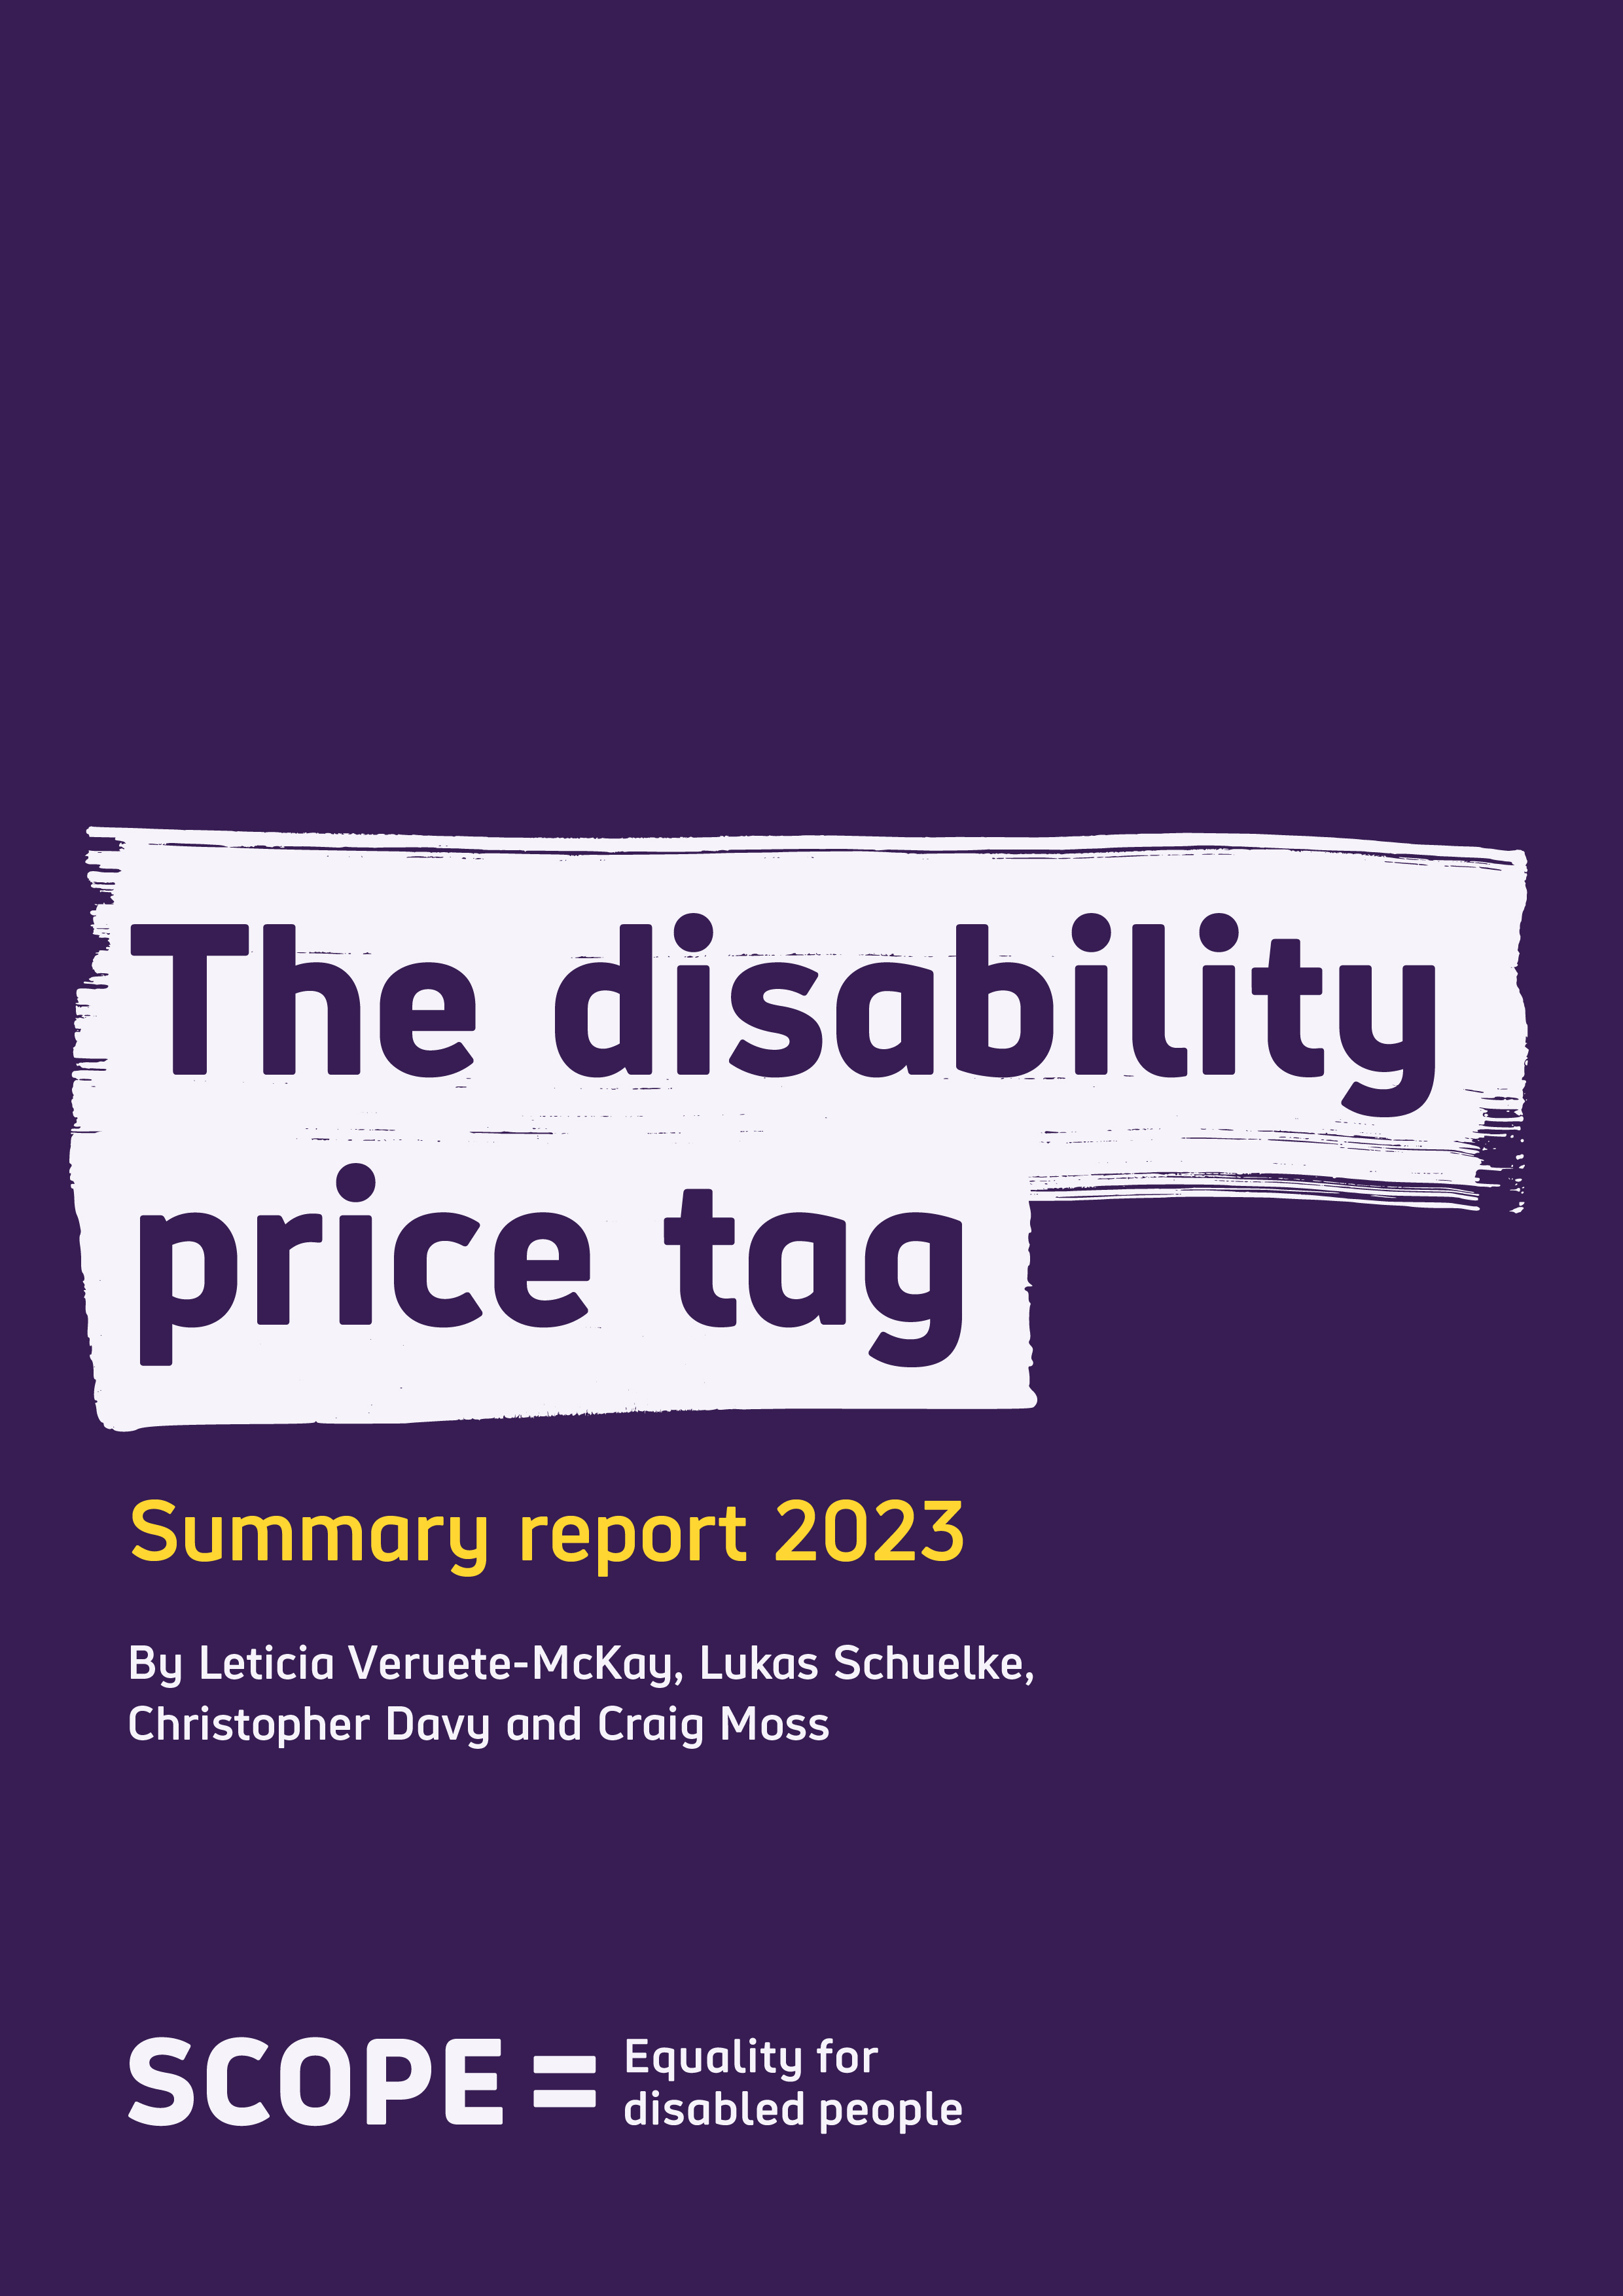 The disability
price tag
Summary report 2023
By Leticia Veruete-McKay, Lukas Schuelke,
Christopher Davy and Craig Moss
SCOPE = Equality for
disabled people